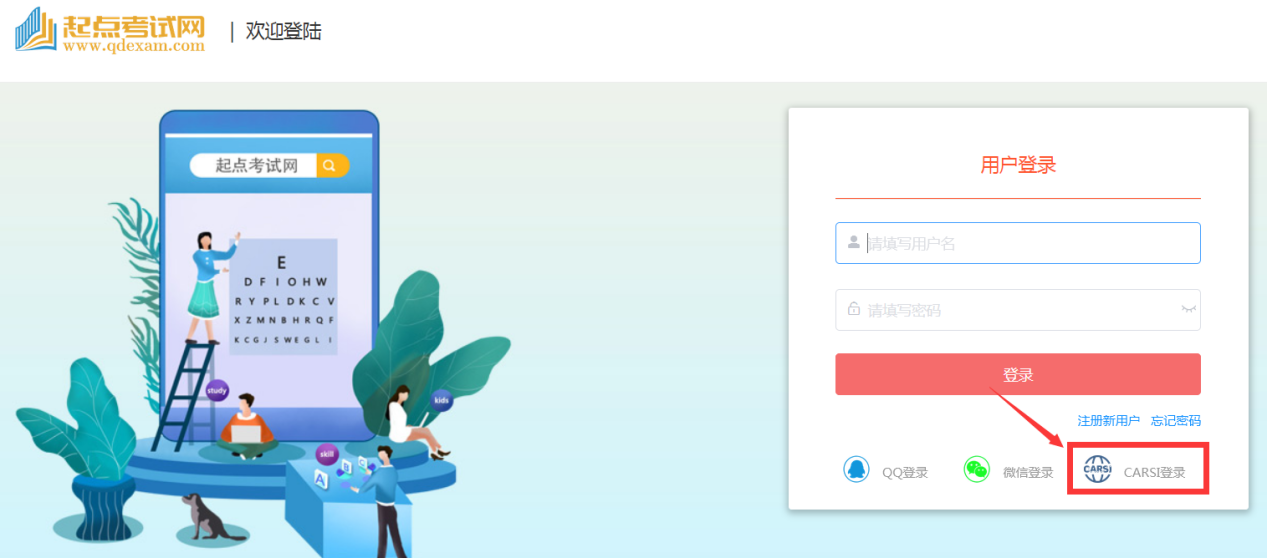 起点考试网
www.qdexam.com
| 欢迎登陆
起点考试网
E
D F I O H W
R Y P L D K C V
X Z M N B H R Q F
K C G J S W E G L I
study
kids
skill
A
B
C
用户登录
请填写用户名
请填写密码
登录
注册新用户 忘记密码
QQ登录 微信登录 CARSI CARSI登录